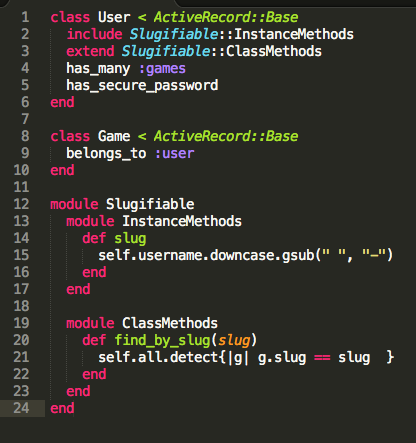 1 class User < ActiveRecord::Base
2   include Slugifiable::InstanceMethods
3   extend Slugifiable::ClassMethods
4   has_many :games
5   has_secure_password
6 end
7
8 class Game < ActiveRecord::Base
9   belongs_to :user
10 end
11
12 module Slugifiable
13   module InstanceMethods
14     def slug
15       self.username.downcase.gsub(" ", "-")
16     end
17   end
18
19   module ClassMethods
20     def find_by_slug(slug)
21       self.all.detect{|g| g.slug == slug  }
22     end
23   end
24 end